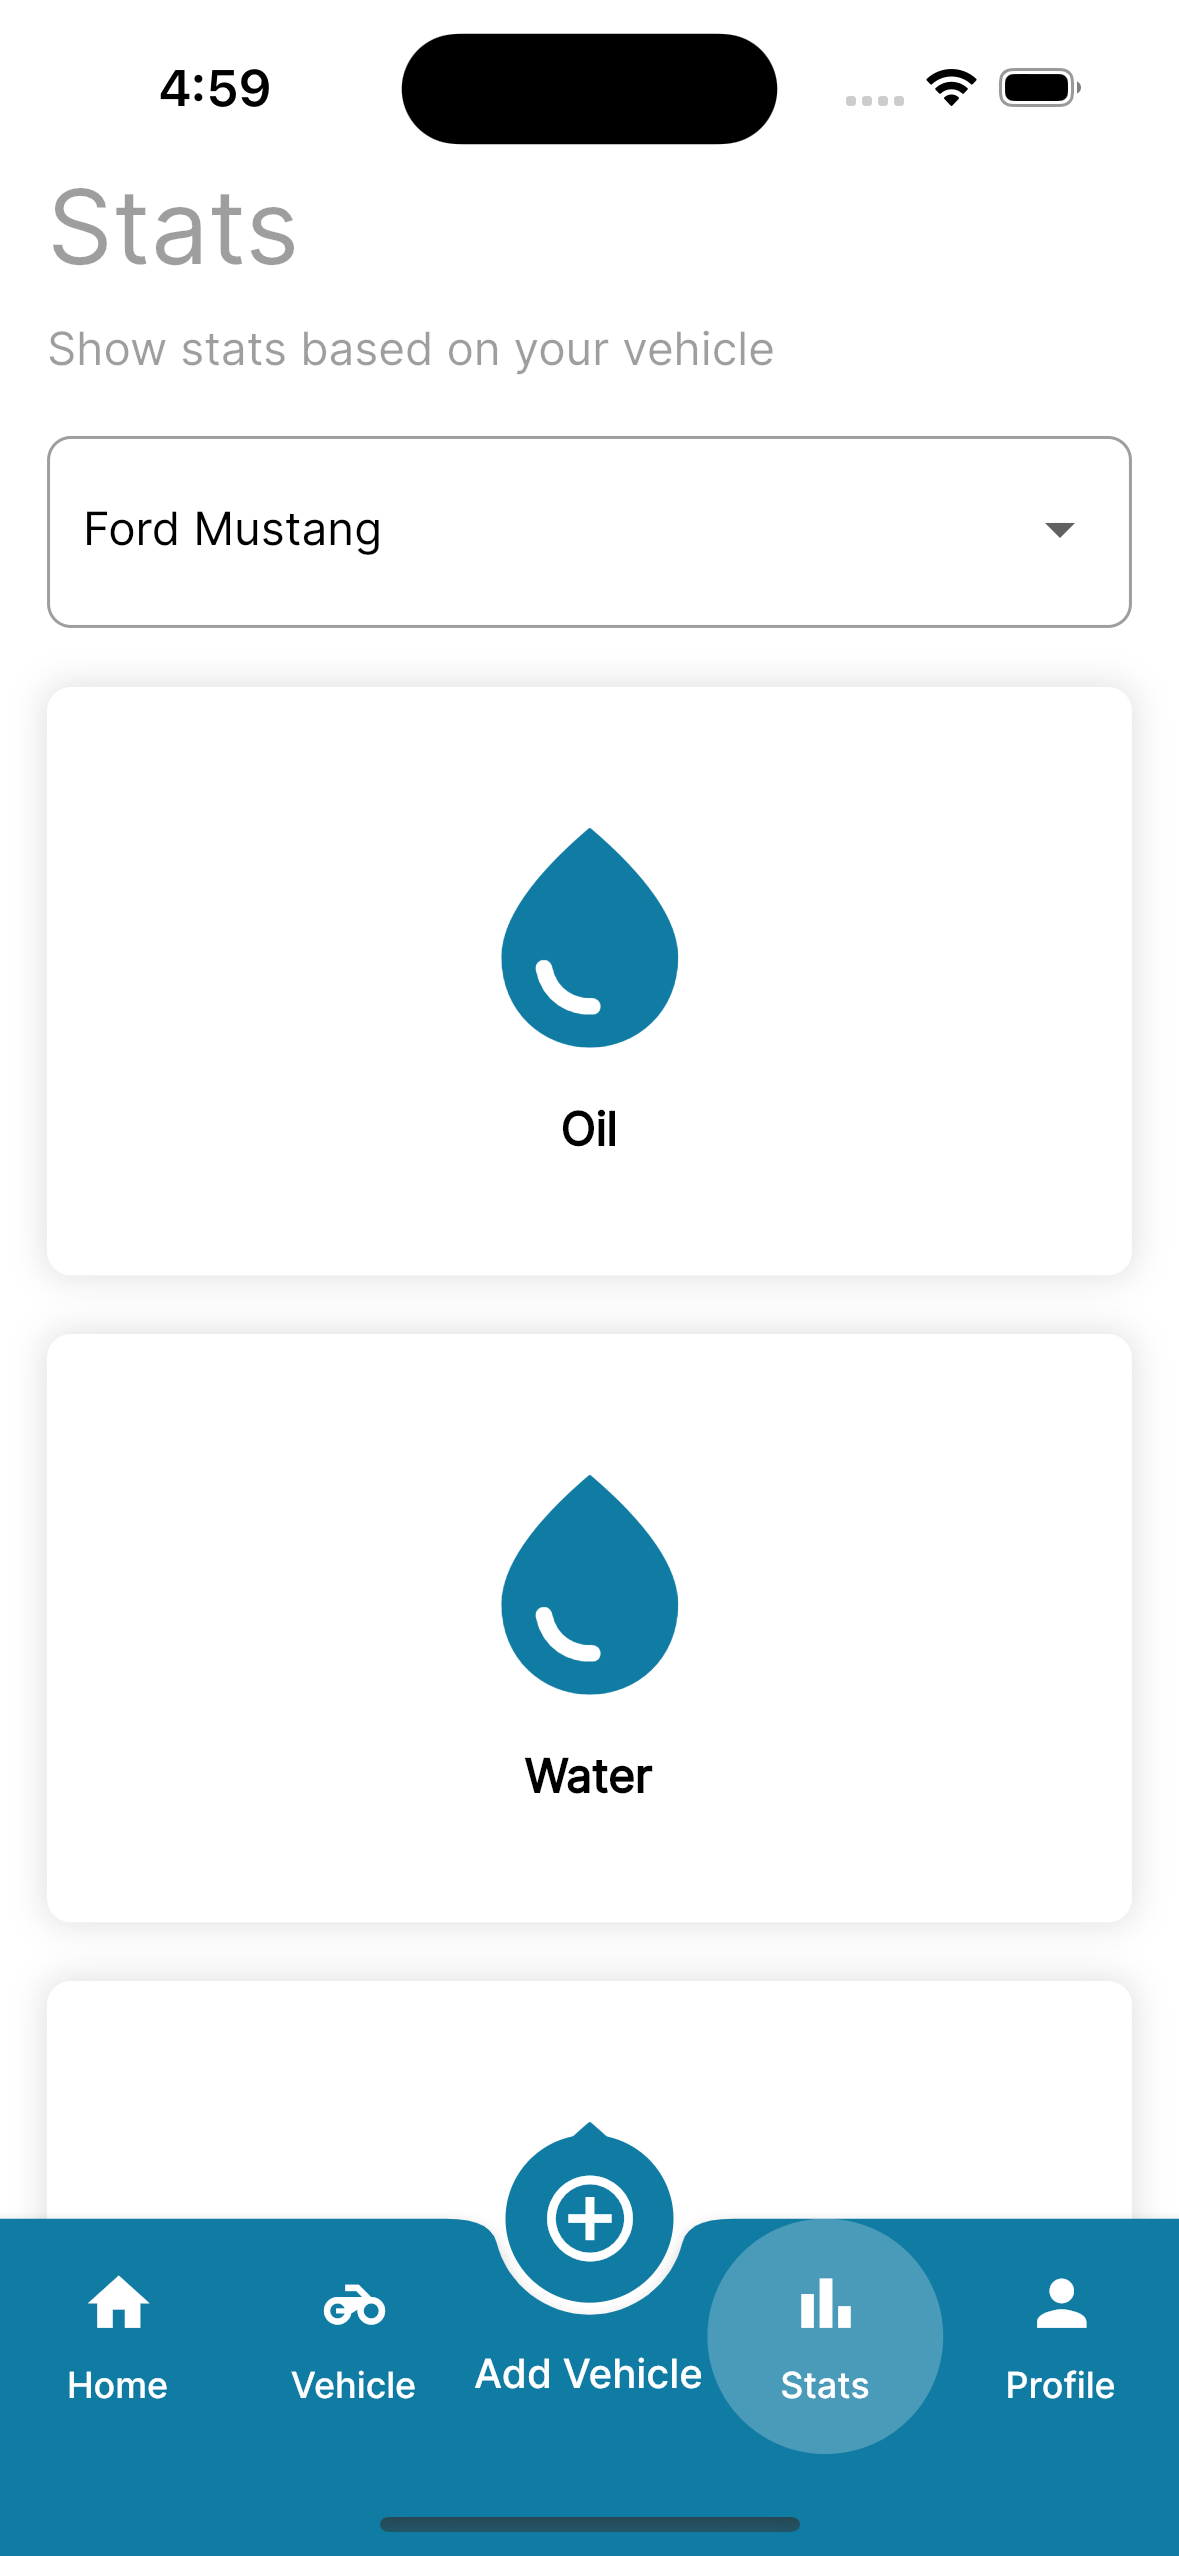 4:59
Stats
Show stats based on your vehicle
Ford Mustang
Oil
Water
Home
Vehicle
Add Vehicle
Stats
Profile